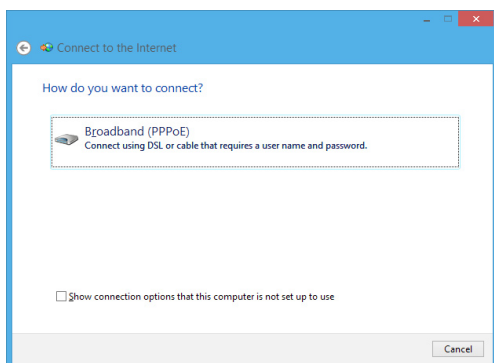 Connect to the Internet
How do you want to connect?
Broadband (PPPoE)
Connect using DSL or cable that requires a user name and password.
Show connection options that this computer is not set up to use
Cancel